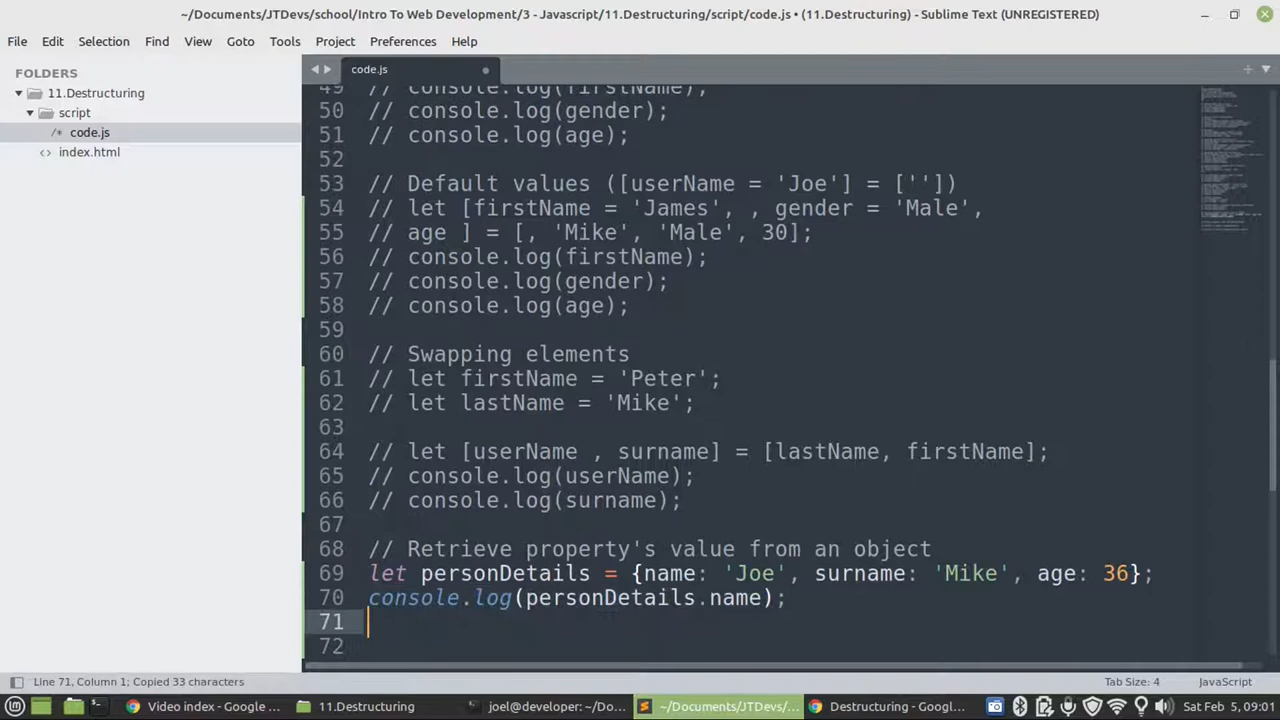 ~/Documents/JTDevs/school/Intro To Web Development/3 - Javascript/11.Destructuring/script/code.js • (11.Destructuring) - Sublime Text (UNREGISTERED)
File Edit Selection Find View Goto Tools Project Preferences Help
FOLDERS
11.Destructuring
script
/* code.js
<> index.html
code.js
49 // console.log(firstName);
50 // console.log(gender);
51 // console.log(age);
52
53 // Default values ([userName = 'Joe'] = [''])
54 // let [firstName = 'James', , gender = 'Male',
55 // age ] = [, 'Mike', 'Male', 30];
56 // console.log(firstName);
57 // console.log(gender);
58 // console.log(age);
59
60 // Swapping elements
61 // let firstName = 'Peter';
62 // let lastName = 'Mike';
63
64 // let [userName , surname] = [lastName, firstName];
65 // console.log(userName);
66 // console.log(surname);
67
68 // Retrieve property's value from an object
69 let personDetails = {name: 'Joe', surname: 'Mike', age: 36};
70 console.log(personDetails.name);
71
72
Line 71, Column 1; Copied 33 characters
Tab Size: 4
JavaScript
Video index - Google ...
11.Destructuring
joel@developer: ~/Do...
~/Documents/JTDevs/...
Destructuring - Googl...
Sat Feb 5, 09:01